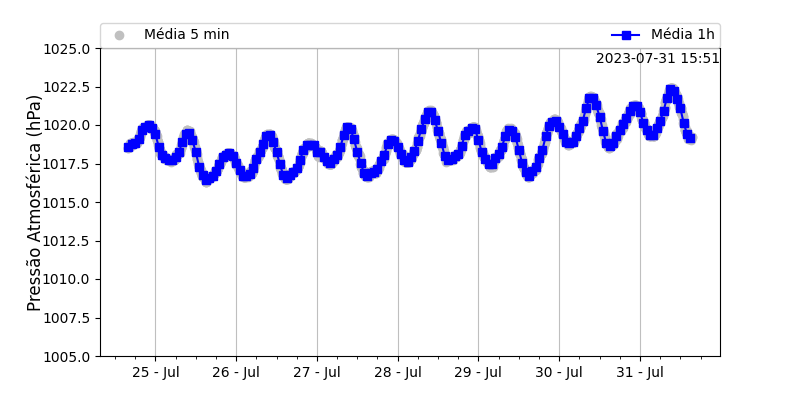 Média 5 min
Média 1h
2023-07-31 15:51
Pressão Atmosférica (hPa)
1025.0
1022.5
1020.0
1017.5
1015.0
1012.5
1010.0
1007.5
1005.0
25 - Jul
26 - Jul
27 - Jul
28 - Jul
29 - Jul
30 - Jul
31 - Jul